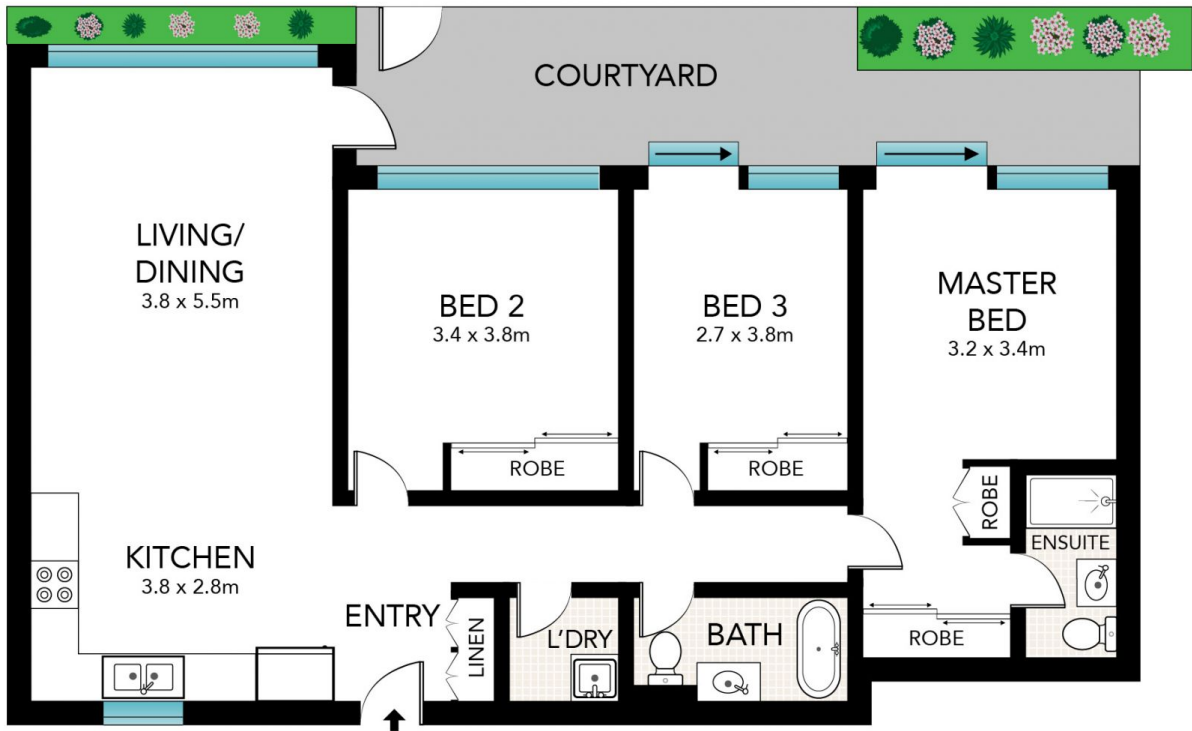 COURTYARD
LIVING/
DINING
3.8 x 5.5m
BED 2
3.4 x 3.8m
BED 3
2.7 x 3.8m
MASTER
BED
3.2 x 3.4m
ROBE
ROBE
ROBE
ENSUITE
KITCHEN
3.8 x 2.8m
ENTRY
LINEN
L'DRY
BATH
ROBE